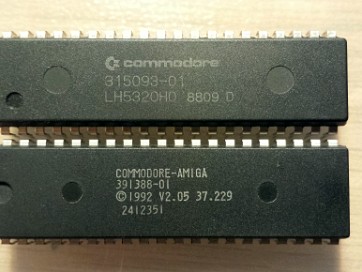 commodore
315093-01
LH5320HD 8809 D
COMMODORE-AMIGA
391388-01
©1992 V2.05 37.229
2412351